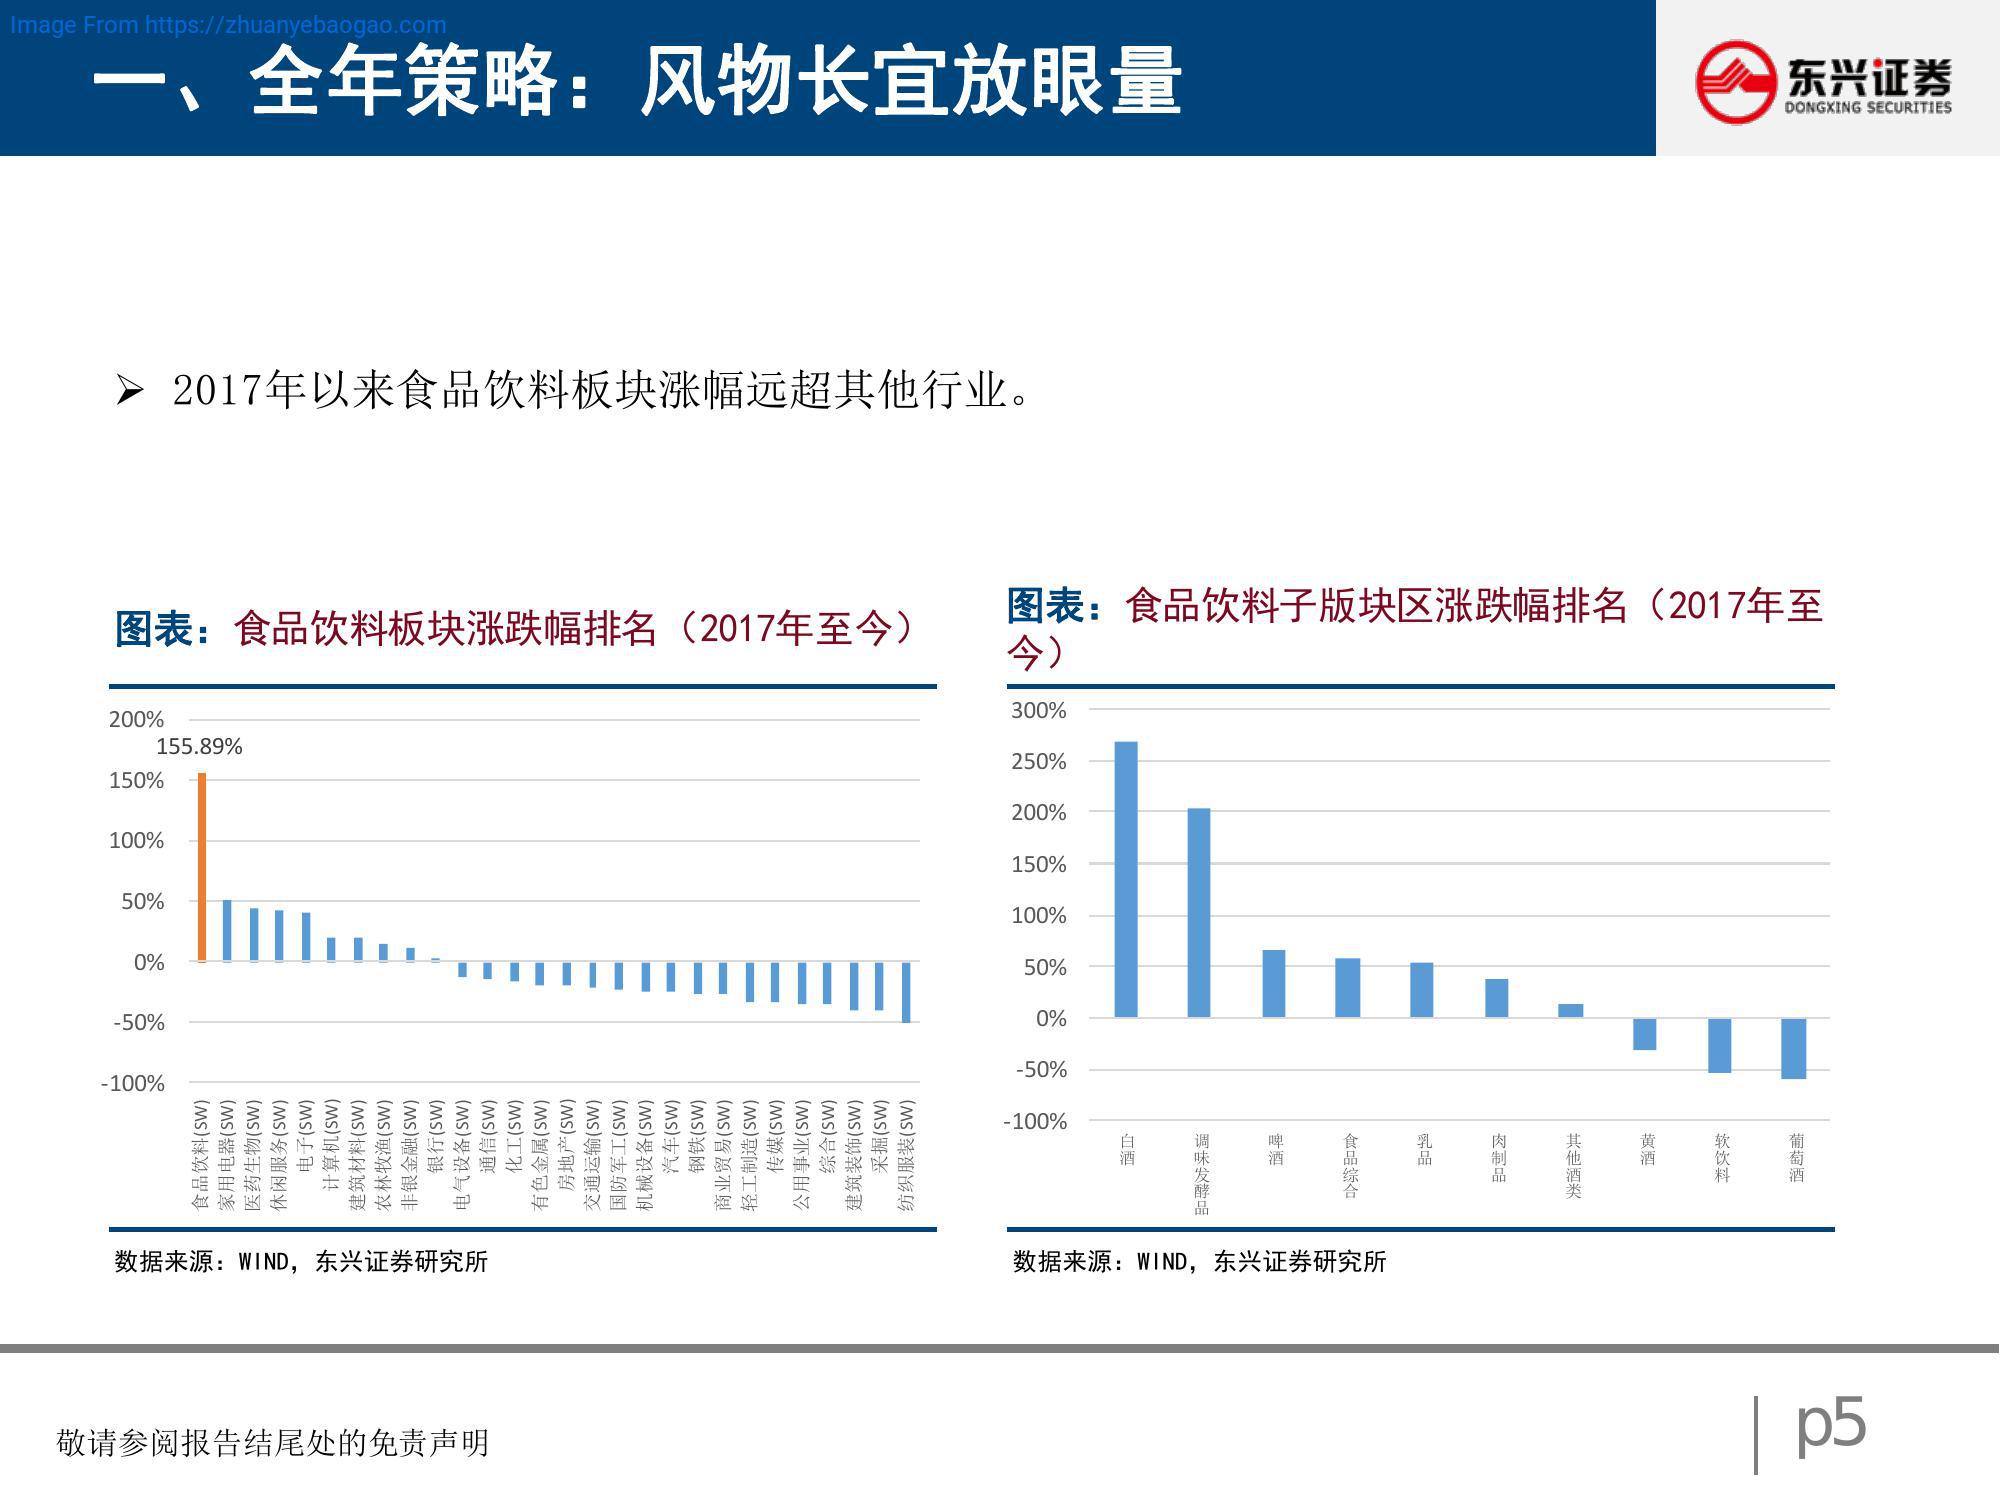 Image From https://zhuanyebaogao.com
一、全年策略：风物长宜放眼量
东兴证券
DONGXING SECURITIES
➢ 2017年以来食品饮料板块涨幅远超其他行业。
图表：食品饮料板块涨跌幅排名（2017年至今）
200%
155.89%
150%
100%
50%
0%
-50%
-100%
食品饮料(SW)
家用电器(SW)
医药生物(SW)
休闲服务(SW)
电子(SW)
计算机(SW)
建筑材料(SW)
农林牧渔(SW)
非银金融(SW)
银行(SW)
电气设备(SW)
通信(SW)
化工(SW)
有色金属(SW)
房地产(SW)
交通运输(SW)
国防军工(SW)
机械设备(SW)
汽车(SW)
钢铁(SW)
商业贸易(SW)
轻工制造(SW)
传媒(SW)
公用事业(SW)
综合(SW)
建筑装饰(SW)
采掘(SW)
纺织服装(SW)
数据来源：WIND，东兴证券研究所
图表：食品饮料子版块区涨跌幅排名（2017年至
今）
300%
250%
200%
150%
100%
50%
0%
-50%
-100%
白酒
调味发酵品
啤酒
食品综合
乳品
肉制品
其他酒类
黄酒
软饮料
葡萄酒
数据来源：WIND，东兴证券研究所
敬请参阅报告结尾处的免责声明
p5